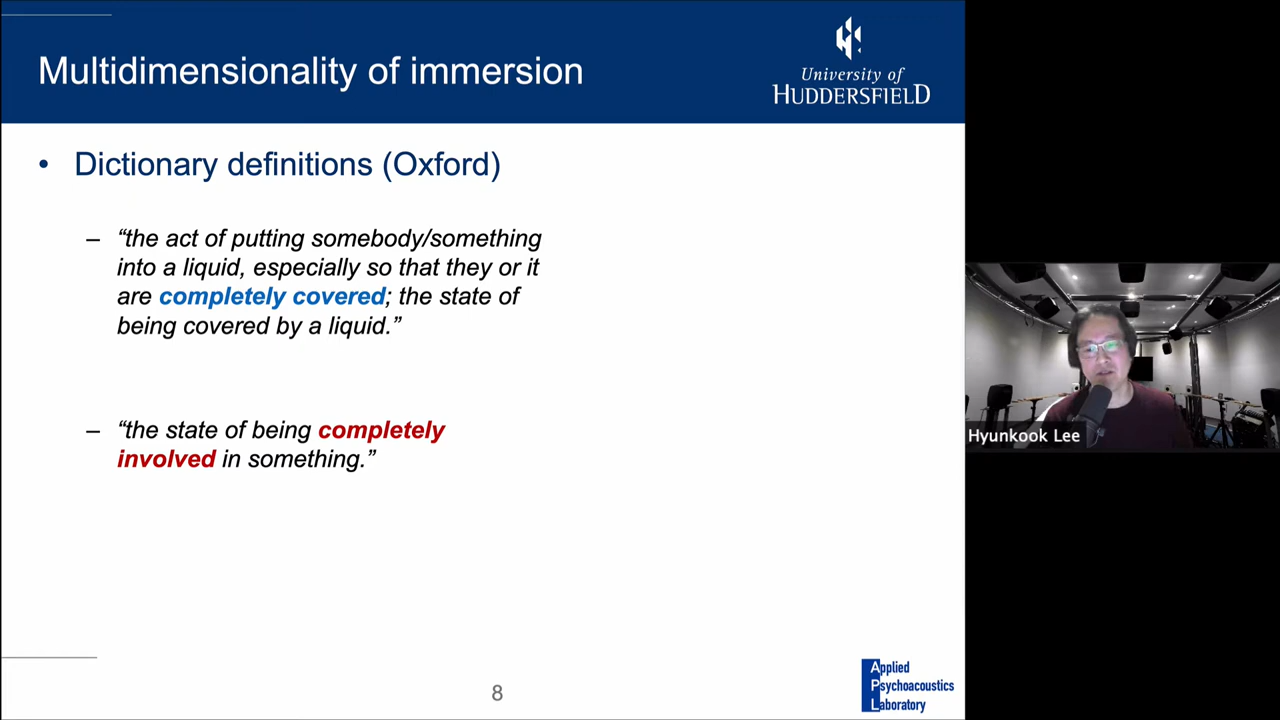 Multidimensionality of immersion
University of
HUDDERSFIELD
• Dictionary definitions (Oxford)
– “the act of putting somebody/something
into a liquid, especially so that they or it
are completely covered; the state of
being covered by a liquid.”
– “the state of being completely
involved in something.”
Hyunkook Lee
8
Applied
Psychoacoustics
Laboratory